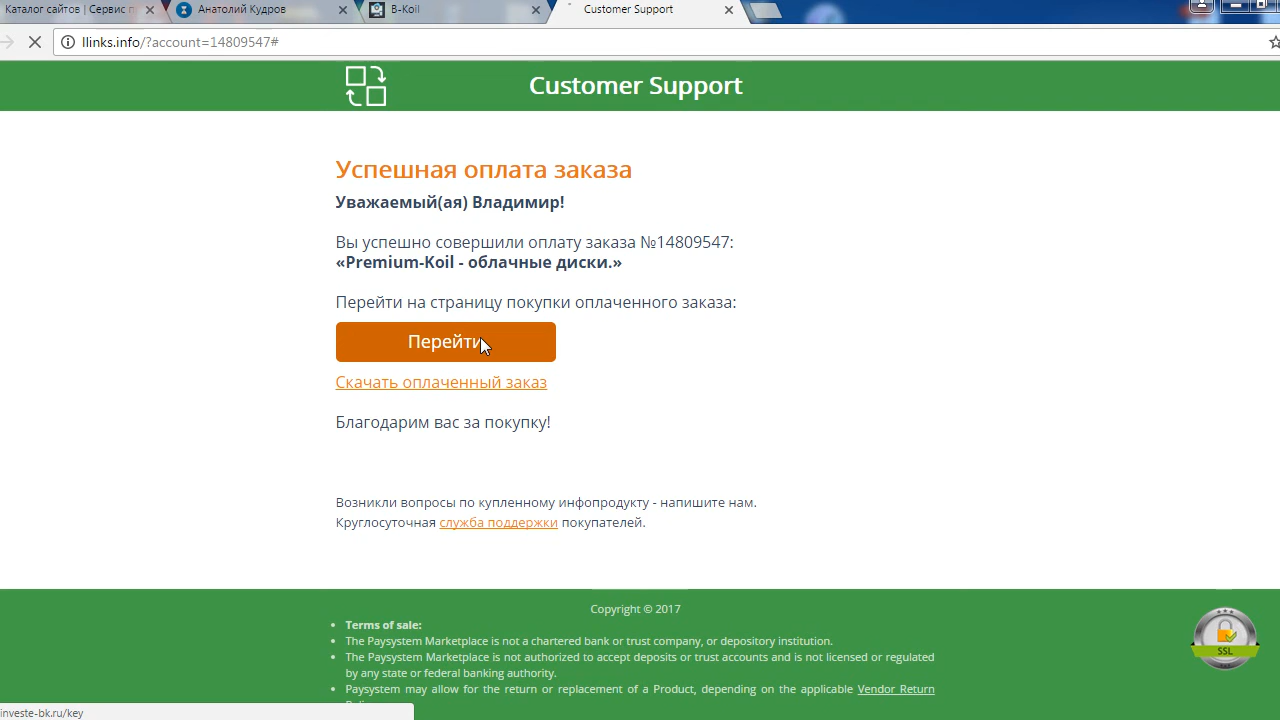 Каталог сайтов | Сервис п
Анатолий Кудров
B-Koil
Customer Support
llinks.info/?account=14809547#
Customer Support
Успешная оплата заказа
Уважаемый(ая) Владимир!
Вы успешно совершили оплату заказа №14809547:
«Premium-Koil - облачные диски.»
Перейти на страницу покупки оплаченного заказа:
Перейти
Скачать оплаченный заказ
Благодарим вас за покупку!
Возникли вопросы по купленному инфопродукту - напишите нам.
Круглосуточная служба поддержки покупателей.
Copyright © 2017
Terms of sale:
The Paysystem Marketplace is not a chartered bank or trust company, or depository institution.
The Paysystem Marketplace is not authorized to accept deposits or trust accounts and is not licensed or regulated
by any state or federal banking authority.
Paysystem may allow for the return or replacement of a Product, depending on the applicable Vendor Return
SSL
investe-bk.ru/key